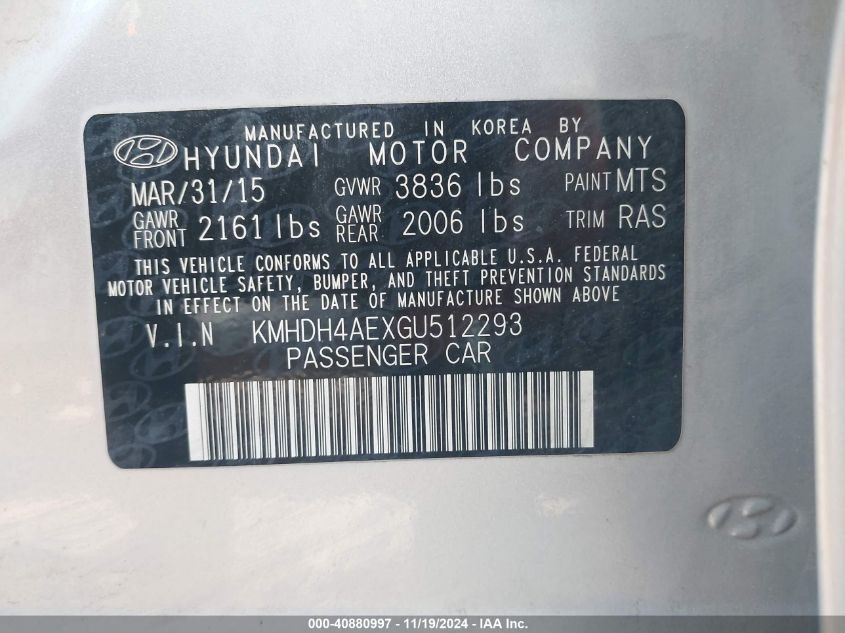 MANUFACTURED IN KOREA BY
HYUNDAI MOTOR COMPANY
MAR/31/15 GVWR 3836 lbs PAINT MTS
GAWR FRONT 2161 lbs GAWR REAR 2006 lbs TRIM RAS
THIS VEHICLE CONFORMS TO ALL APPLICABLE U.S.A. FEDERAL
MOTOR VEHICLE SAFETY, BUMPER, AND THEFT PREVENTION STANDARDS
IN EFFECT ON THE DATE OF MANUFACTURE SHOWN ABOVE
V.I.N KMHDH4AEXGU512293
PASSENGER CAR
000-40880997 - 11/19/2024 - IAA Inc.